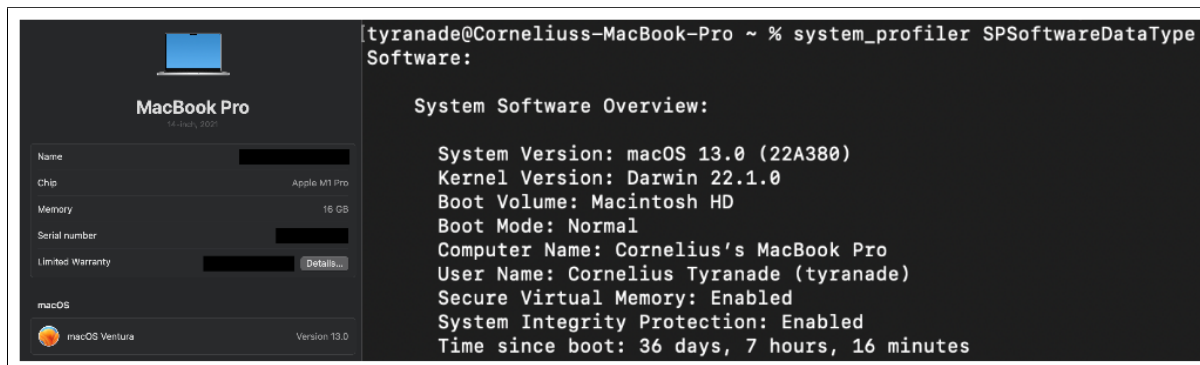 MacBook Pro
14-inch, 2021
Name
Chip Apple M1 Pro
Memory 16 GB
Serial number
Limited Warranty Details...
macOS
macOS Ventura Version 13.0
[tyranade@Corneliuss-MacBook-Pro ~ % system_profiler SPSoftwareDataType
Software:
System Software Overview:
System Version: macOS 13.0 (22A380)
Kernel Version: Darwin 22.1.0
Boot Volume: Macintosh HD
Boot Mode: Normal
Computer Name: Cornelius’s MacBook Pro
User Name: Cornelius Tyranade (tyranade)
Secure Virtual Memory: Enabled
System Integrity Protection: Enabled
Time since boot: 36 days, 7 hours, 16 minutes